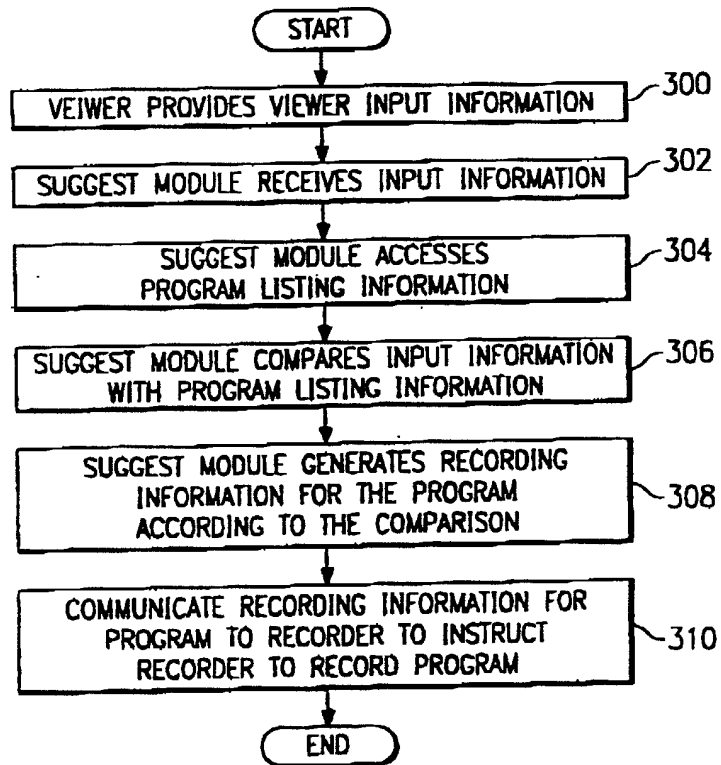 START
VEIWER PROVIDES VIEWER INPUT INFORMATION
300
SUGGEST MODULE RECEIVES INPUT INFORMATION
302
SUGGEST MODULE ACCESSES
PROGRAM LISTING INFORMATION
304
SUGGEST MODULE COMPARES INPUT INFORMATION
WITH PROGRAM LISTING INFORMATION
306
SUGGEST MODULE GENERATES RECORDING
INFORMATION FOR THE PROGRAM
ACCORDING TO THE COMPARISON
308
COMMUNICATE RECORDING INFORMATION FOR
PROGRAM TO RECORDER TO INSTRUCT
RECORDER TO RECORD PROGRAM
310
END